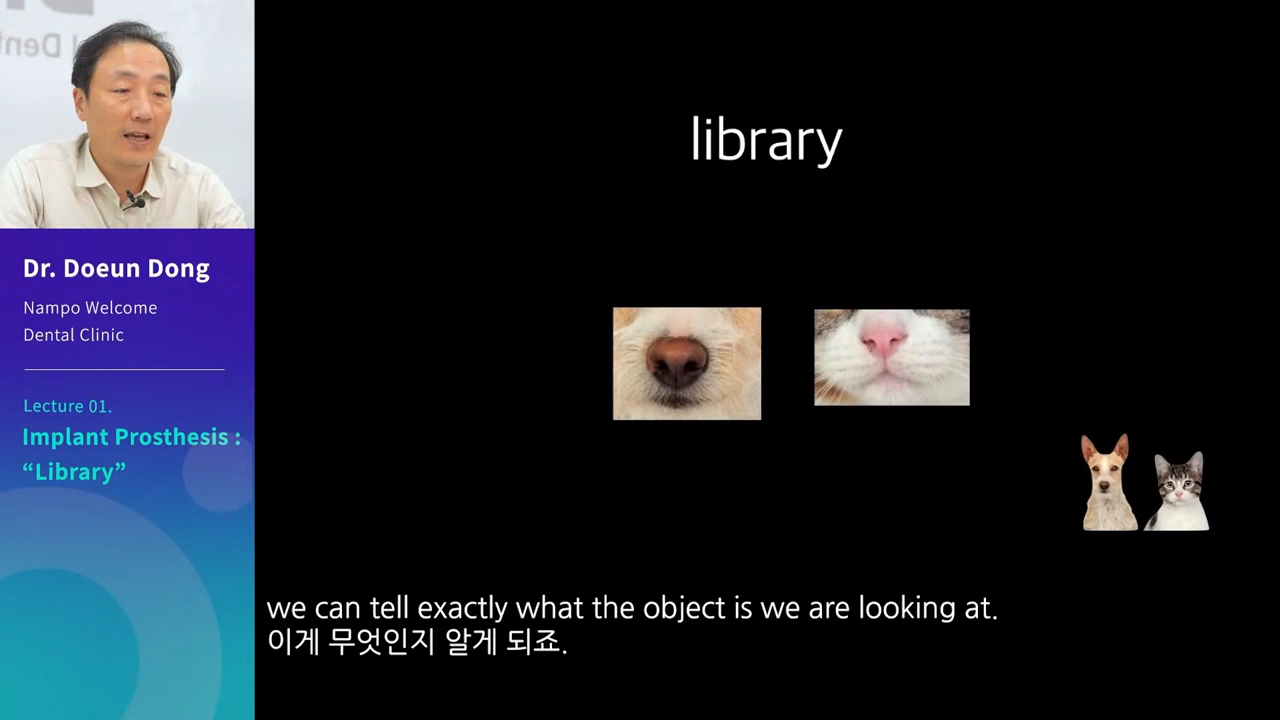 Dr. Doeun Dong
Nampo Welcome
Dental Clinic
Lecture 01.
Implant Prosthesis :
“Library”
library
we can tell exactly what the object is we are looking at.
이게 무엇인지 알게 되죠.